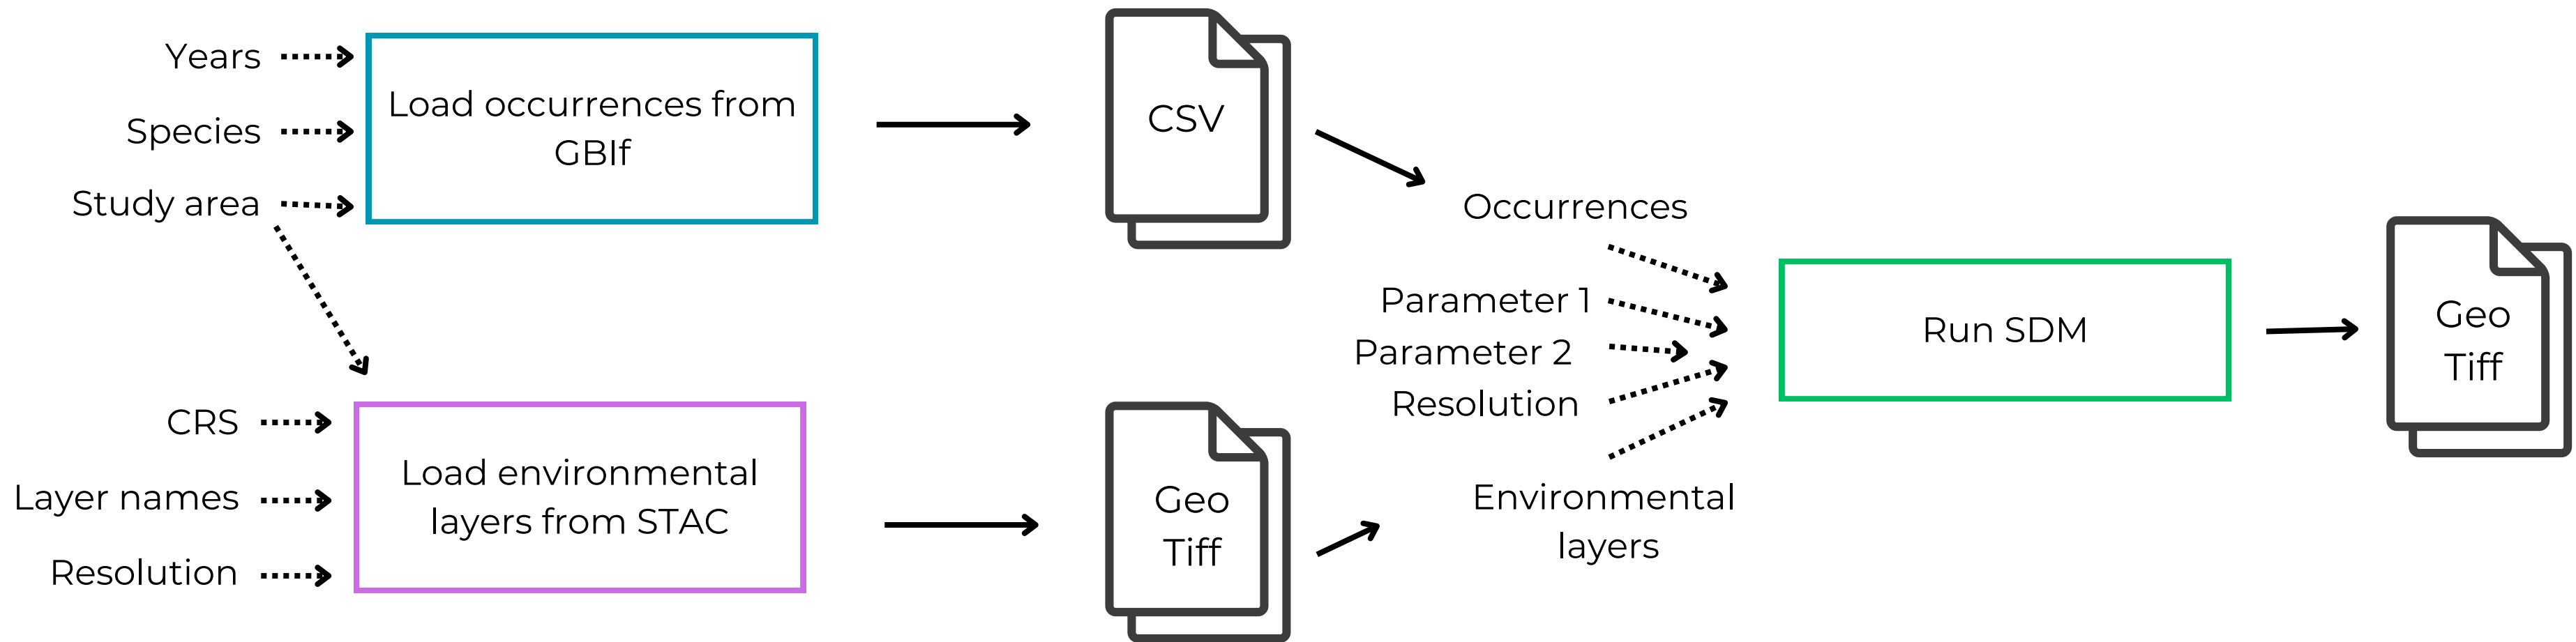 Years
Species
Study area
Load occurrences from
GBIf
CSV
CRS
Layer names
Resolution
Load environmental
layers from STAC
Geo
Tiff
Occurrences
Parameter 1
Parameter 2
Resolution
Environmental
layers
Run SDM
Geo
Tiff